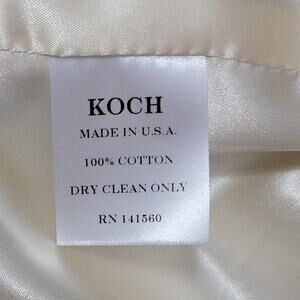 KOCH
MADE IN U.S.A.
100% COTTON
DRY CLEAN ONLY
RN 141560